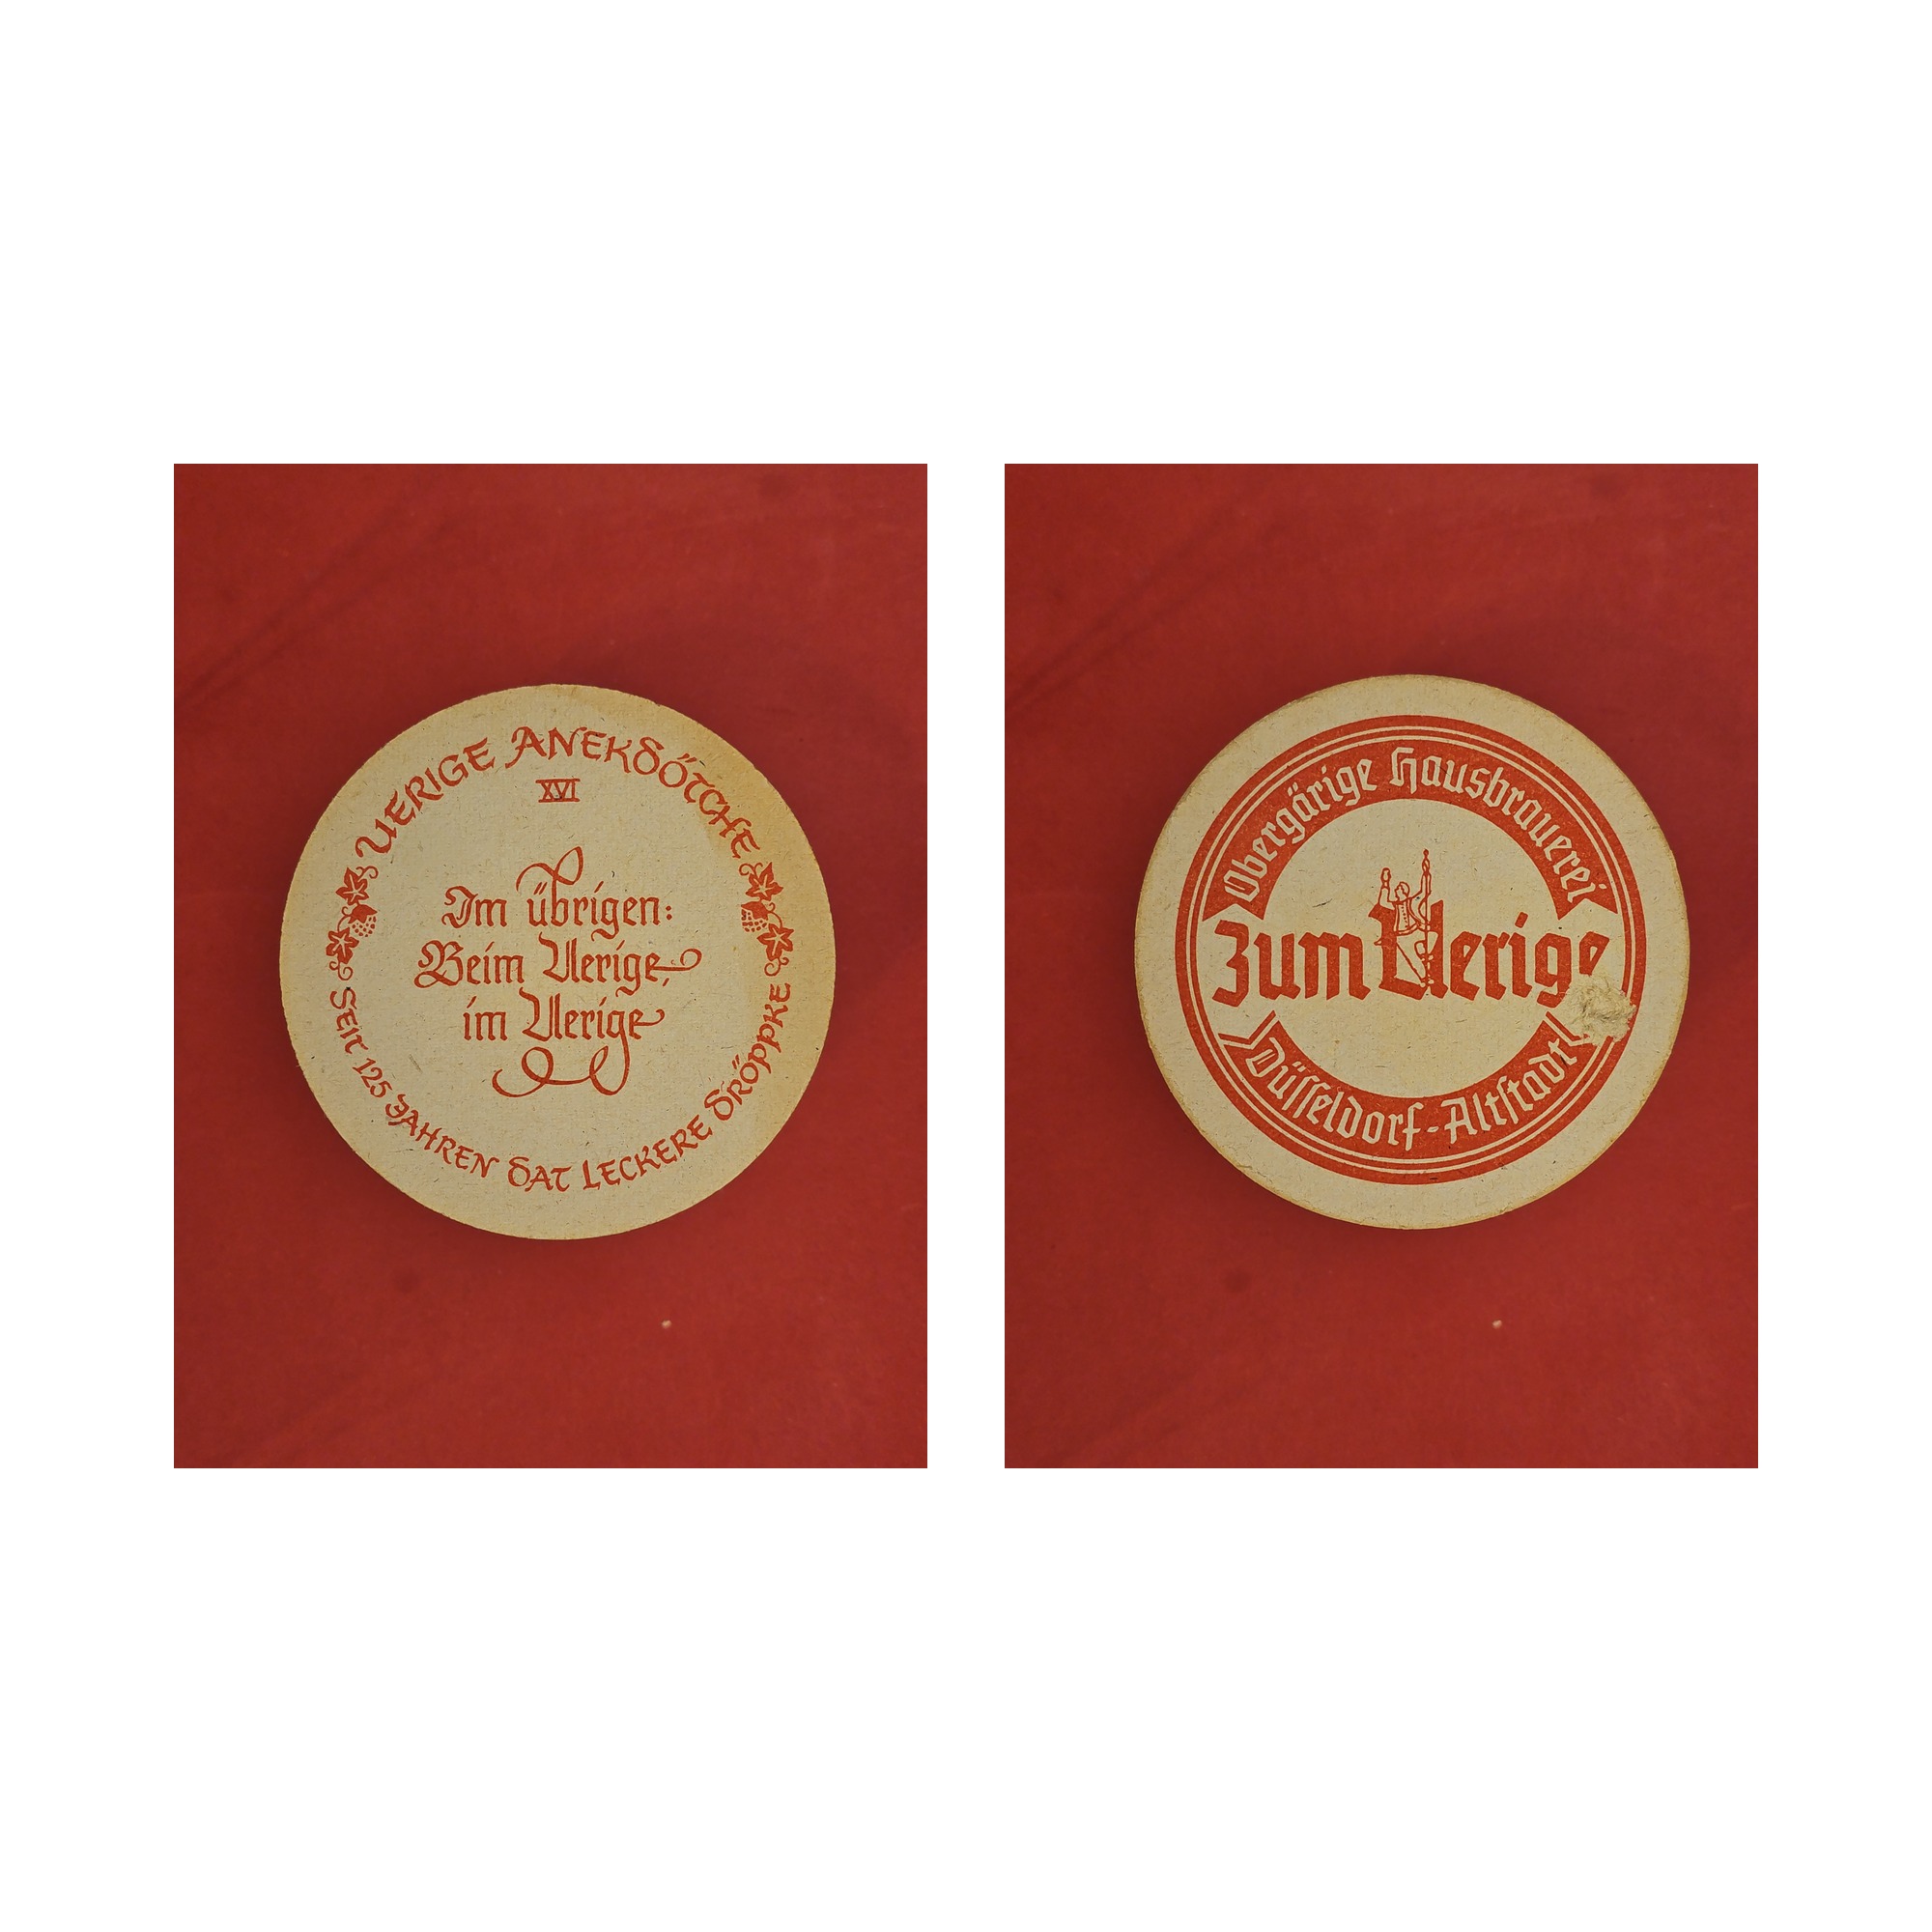 UERIGE ANEKDÖTCHE
XVI
Im übrigen:
Beim Uerige,
im Uerige
SEIT 125 JAHREN DAT LECKERE DRÖPPKE
Obergärige Hausbrauerei
Zum Uerige
Düsseldorf-Altstadt